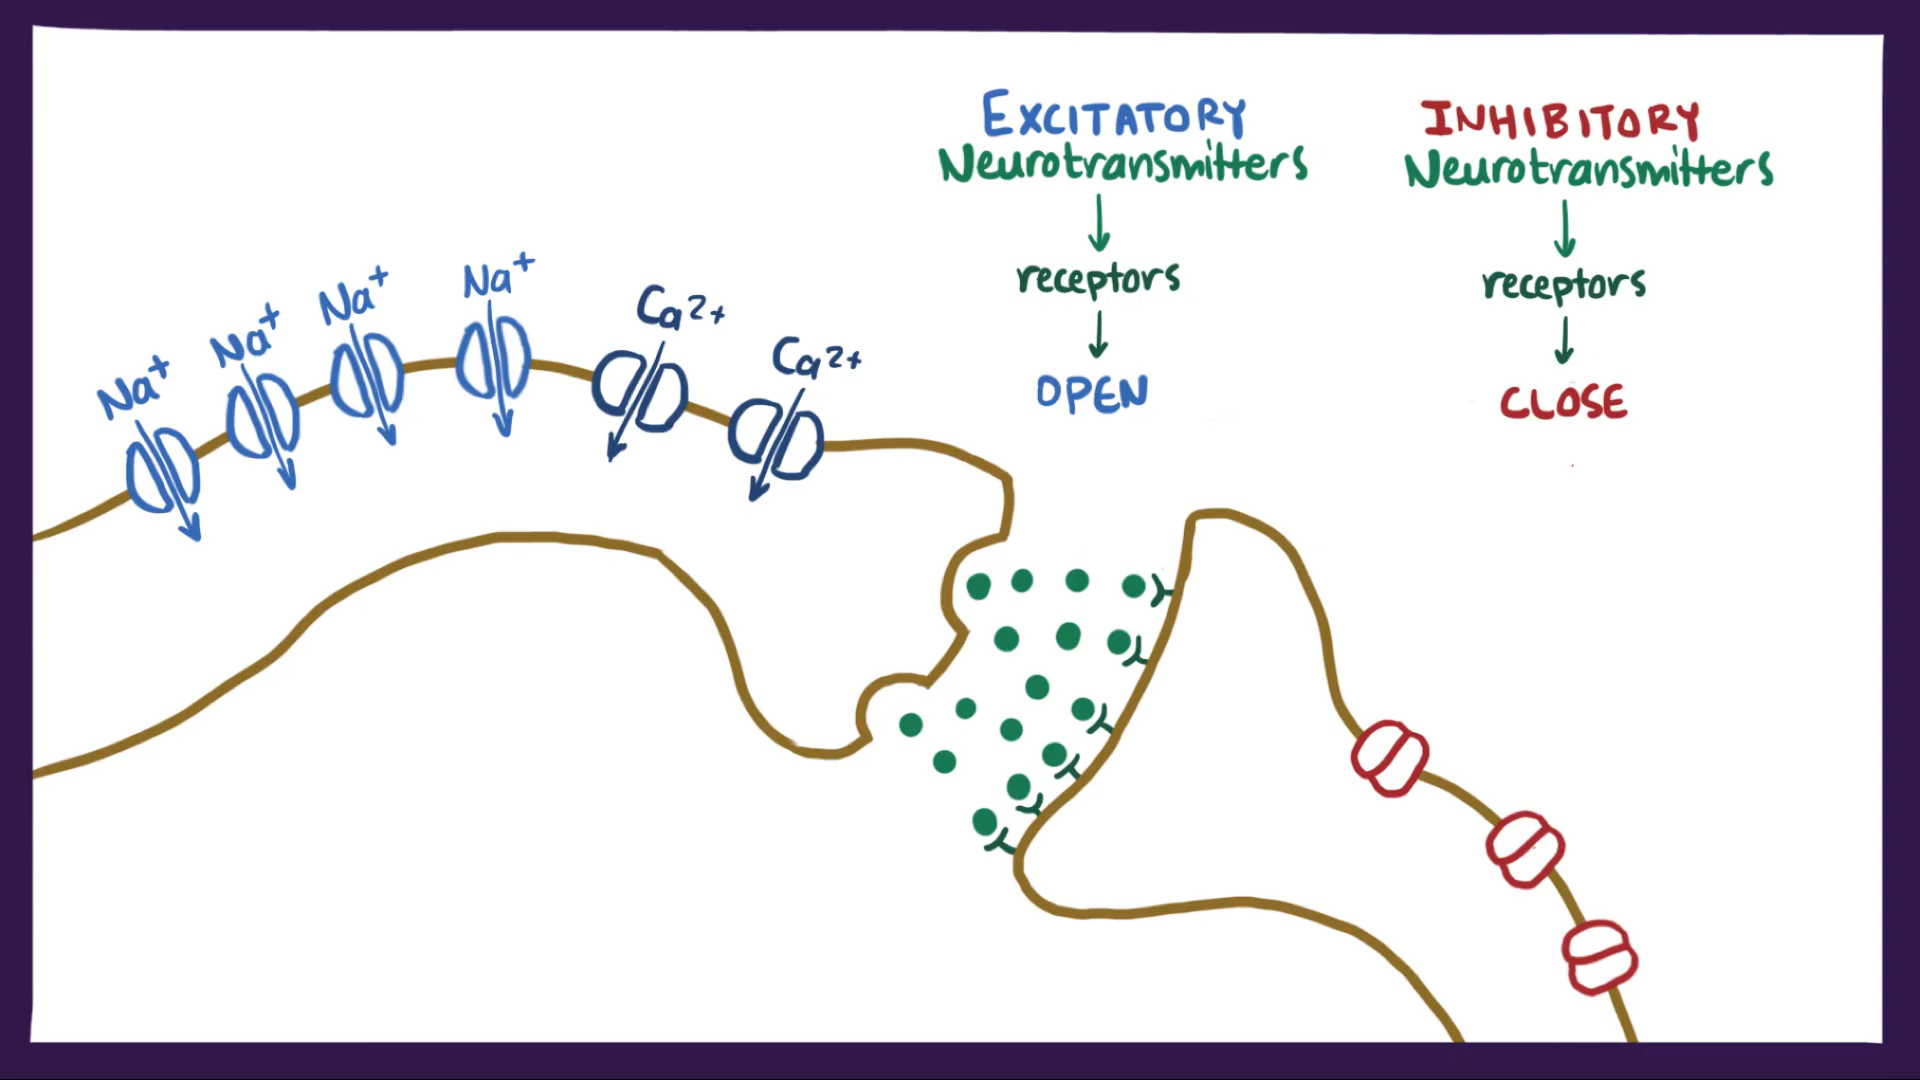 EXCITATORY
Neurotransmitters
receptors
OPEN
INHIBITORY
Neurotransmitters
receptors
CLOSE
Na+
Na+
Na+
Na+
Ca2+
Ca2+